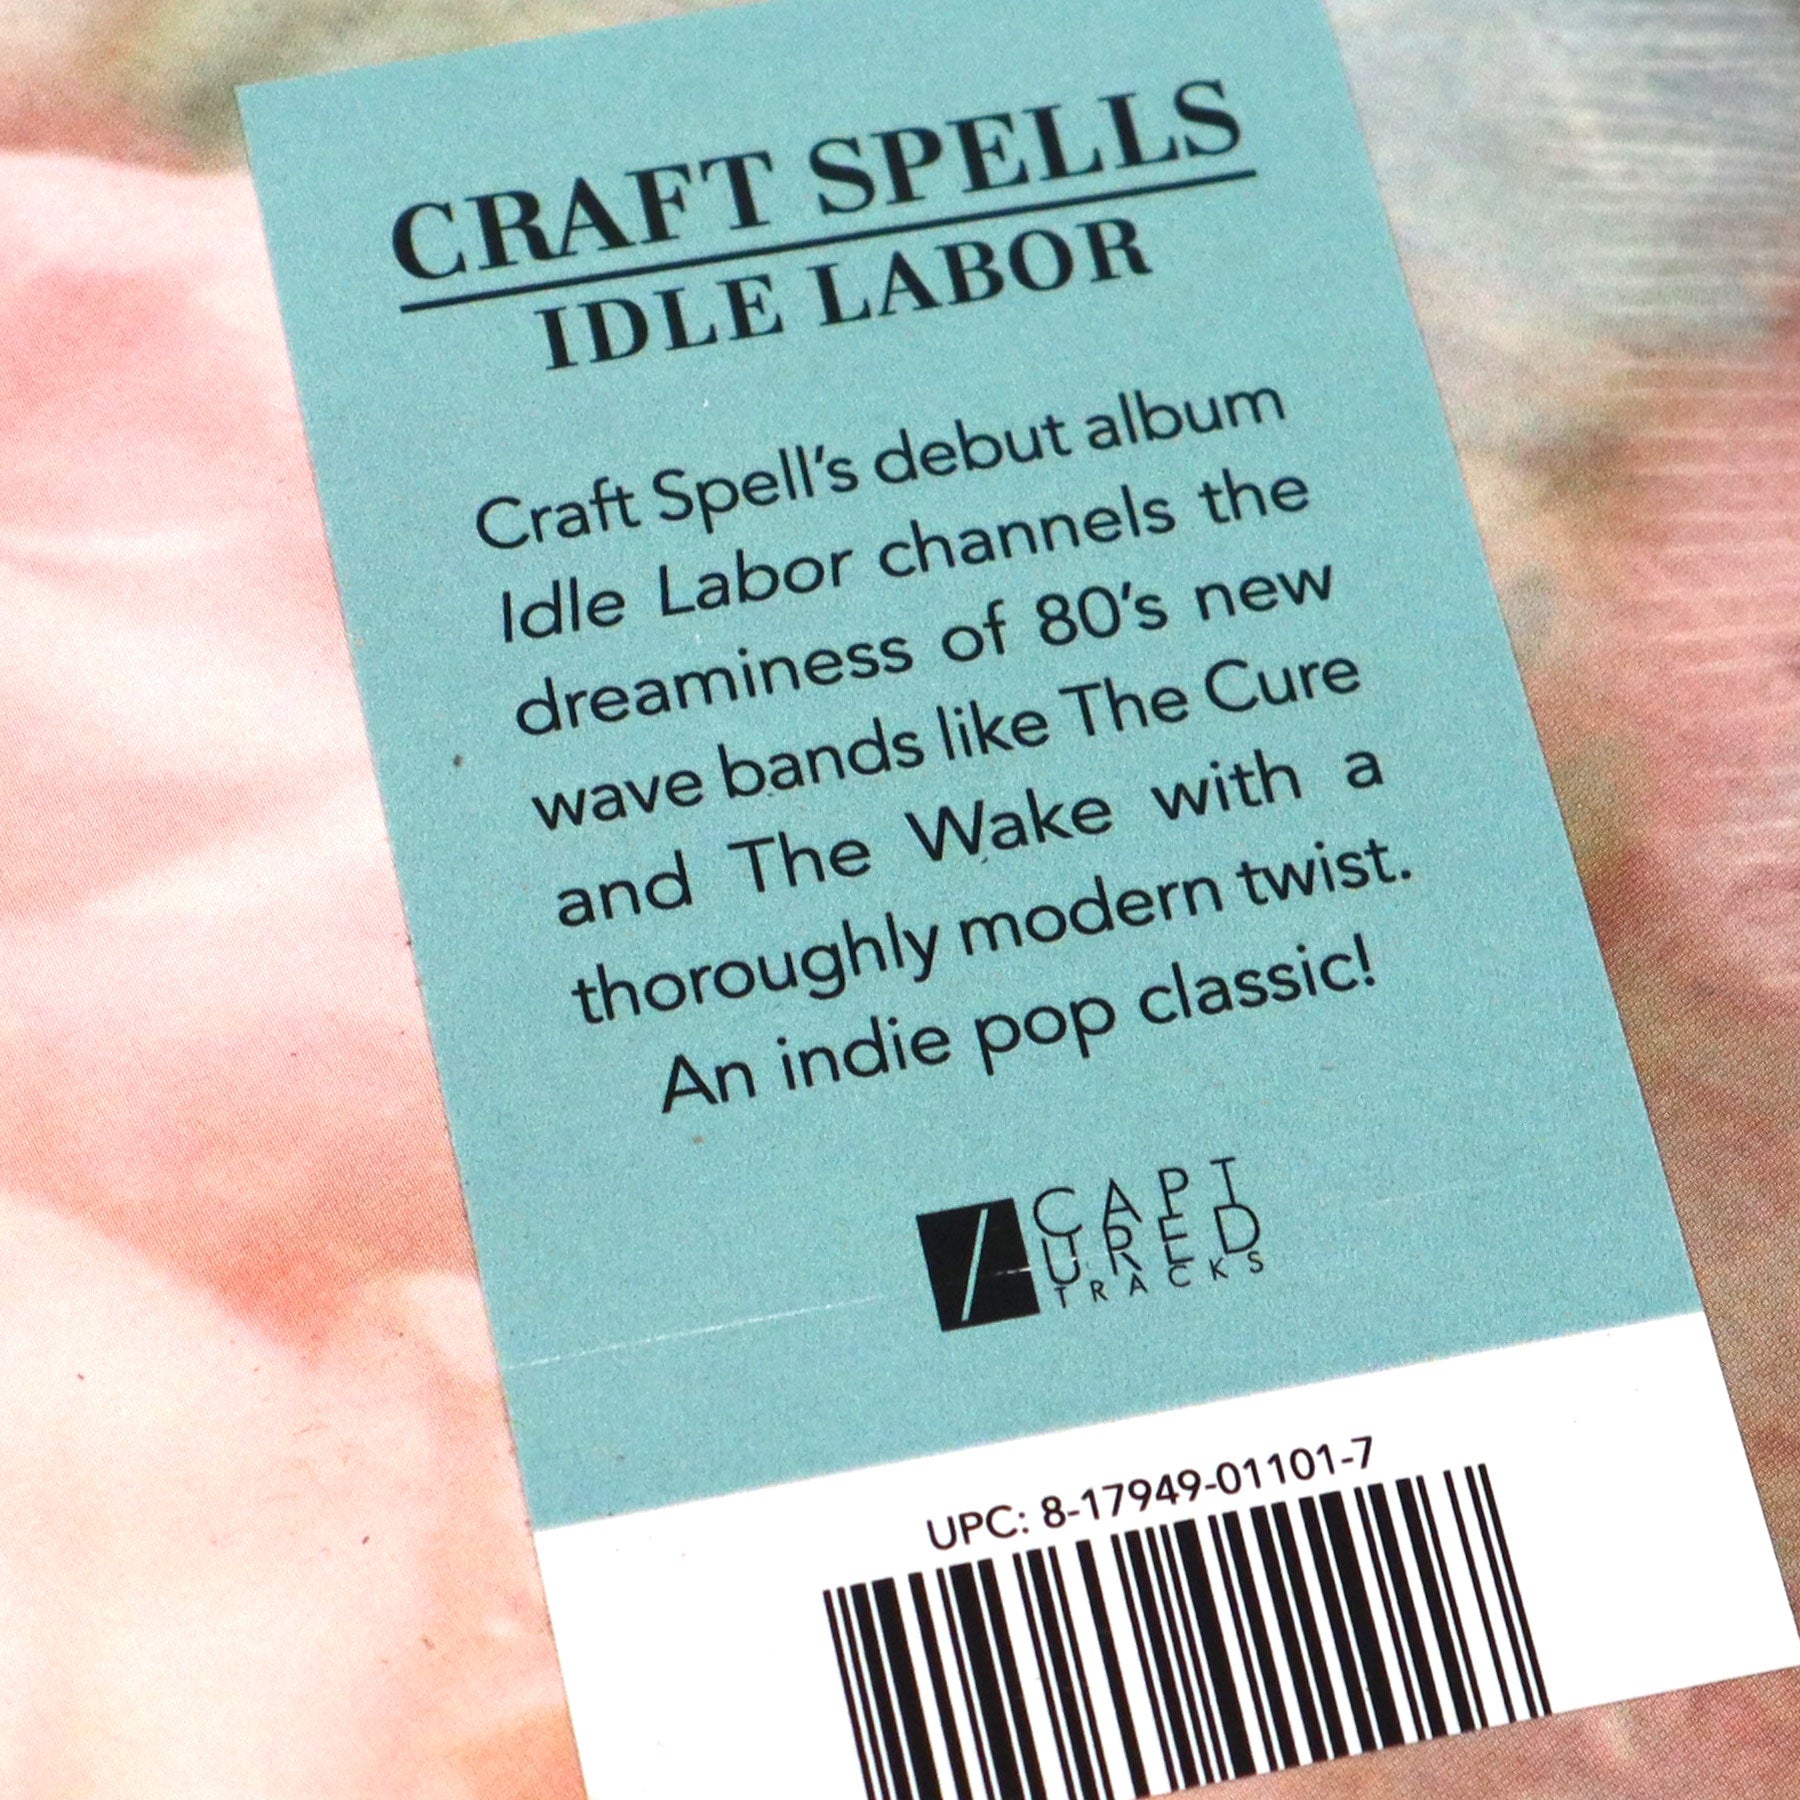 CRAFT SPELLS
IDLE LABOR
Craft Spell's debut album
Idle Labor channels the
dreaminess of 80's new
wave bands like The Cure
and The Wake with a
thoroughly modern twist.
An indie pop classic!
CAPT
URED
TRACKS
UPC: 8-17949-01101-7